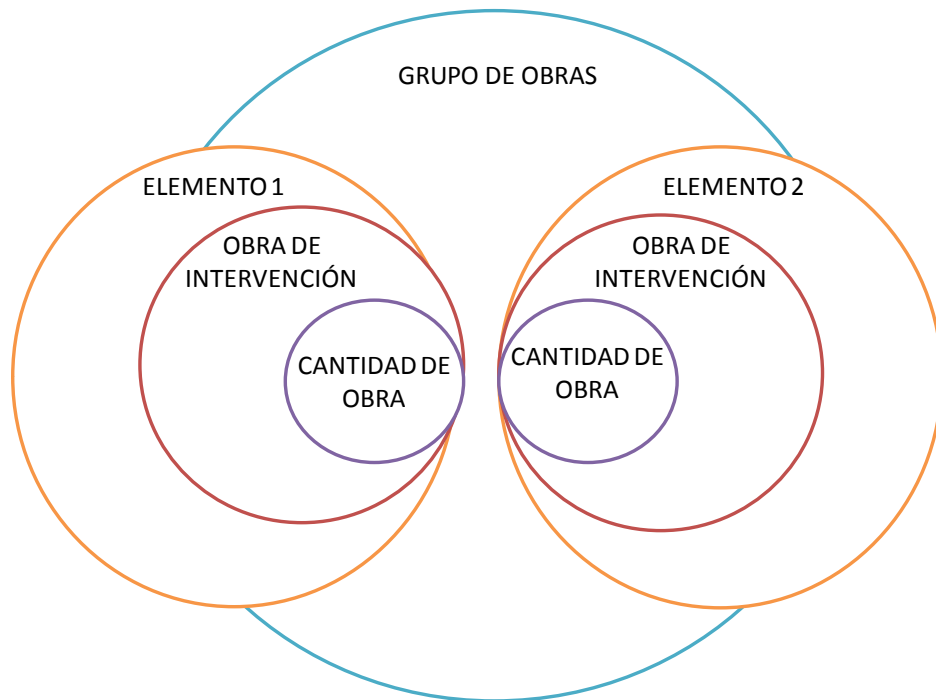 GRUPO DE OBRAS
ELEMENTO 1
OBRA DE
INTERVENCIÓN
CANTIDAD DE
OBRA
ELEMENTO 2
OBRA DE
INTERVENCIÓN
CANTIDAD DE
OBRA